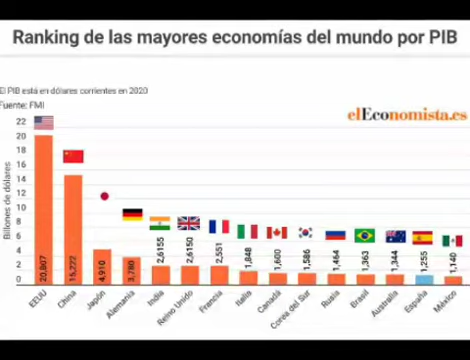 Ranking de las mayores economías del mundo por PIB
El PIB está en dólares corrientes en 2020
Fuente: FMI
elEconomista.es
Billones de dólares
22
20
18
16
14
12
10
8
6
4
2
0
20,807
15,222
4,910
3,780
2,6155
2,6150
2,551
1,848
1,600
1,586
1,464
1,363
1,344
1,255
1,140
EEUU
China
Japón
Alemania
India
Reino Unido
Francia
Italia
Canadá
Corea del Sur
Rusia
Brasil
Australia
España
México